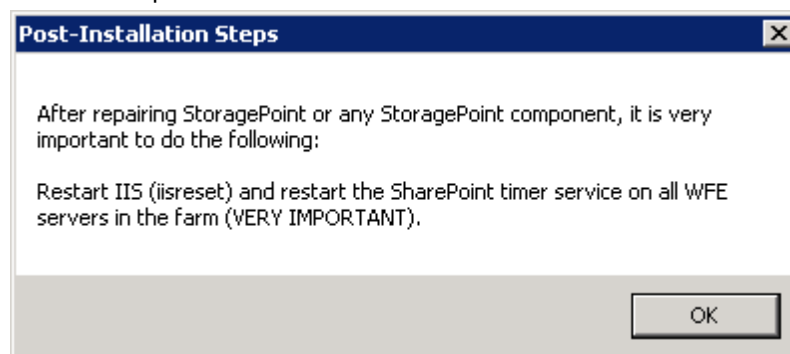 Post-Installation Steps
After repairing StoragePoint or any StoragePoint component, it is very
important to do the following:
Restart IIS (iisreset) and restart the SharePoint timer service on all WFE
servers in the farm (VERY IMPORTANT).
OK